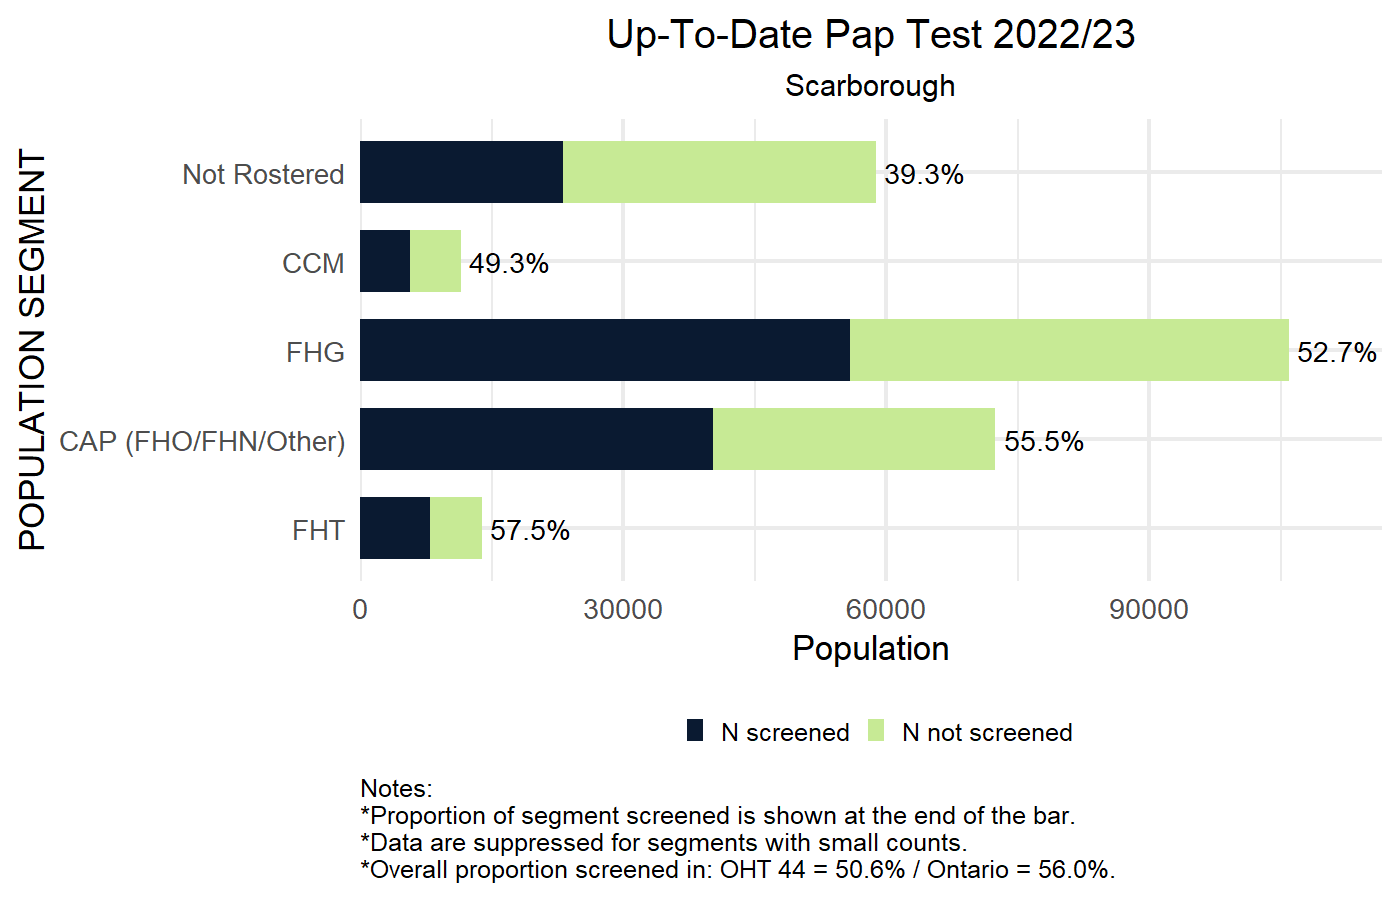 Up-To-Date Pap Test 2022/23
Scarborough
POPULATION SEGMENT
Not Rostered
39.3%
CCM
49.3%
FHG
52.7%
CAP (FHO/FHN/Other)
55.5%
FHT
57.5%
0 30000 60000 90000
Population
N screened N not screened
Notes:
*Proportion of segment screened is shown at the end of the bar.
*Data are suppressed for segments with small counts.
*Overall proportion screened in: OHT 44 = 50.6% / Ontario = 56.0%.